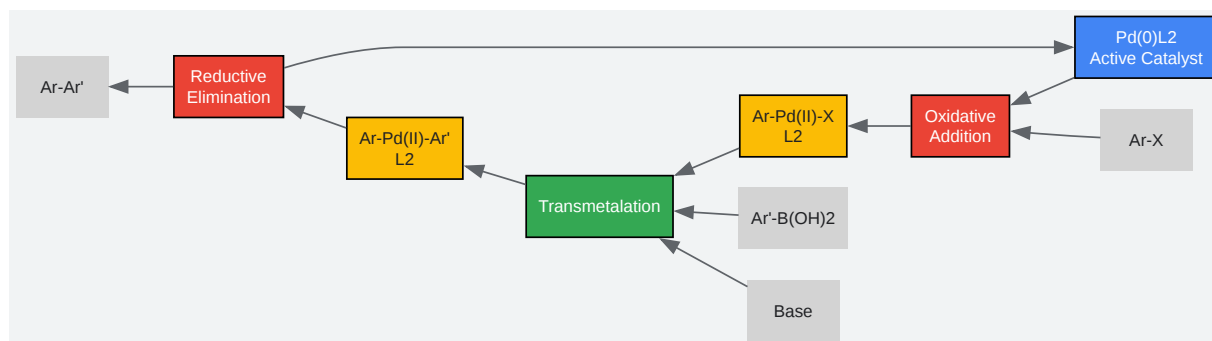 Pd(0)L2
Active Catalyst
Ar-Ar'
Reductive
Elimination
Ar-Pd(II)-Ar'
L2
Ar-Pd(II)-X
L2
Oxidative
Addition
Ar-X
Transmetalation
Ar'-B(OH)2
Base